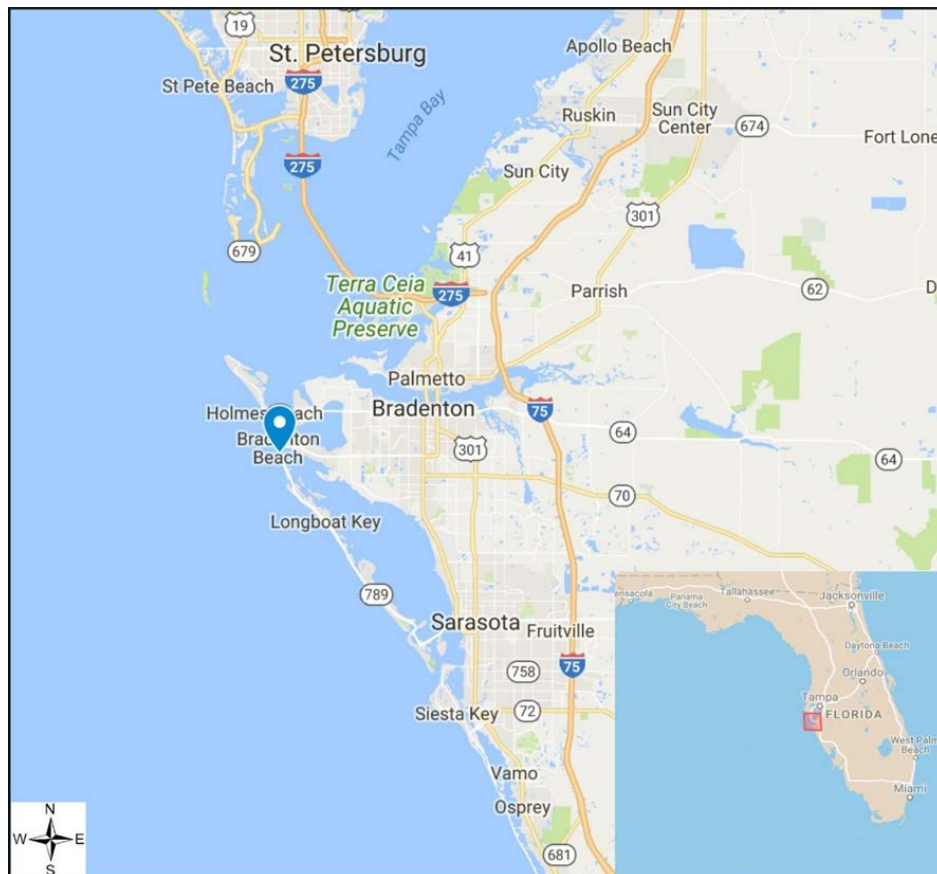 19
St. Petersburg
Apollo Beach
St Pete Beach
275
Tampa Bay
Ruskin
Sun City
Center
674
Fort Lone
275
Sun City
301
679
41
Terra Ceia
Aquatic
Preserve
275
Parrish
62
D
Palmetto
Holmes Beach
Bradenton
75
Bradenton
Beach
301
64
64
70
Longboat Key
789
Sarasota
Fruitville
758
75
Siesta Key
72
Vamo
Osprey
681
N
W E
S
ensacola
Panama
City Beach
Tallahassee
Jacksonville
Daytona Beach
Orlando
Tampa
FLORIDA
West Palm
Beach
Miami